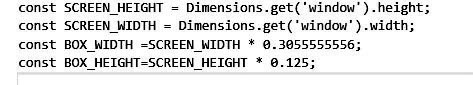 const SCREEN_HEIGHT = Dimensions.get('window').height;
const SCREEN_WIDTH = Dimensions.get('window').width;
const BOX_WIDTH =SCREEN_WIDTH * 0.3055555556;
const BOX_HEIGHT=SCREEN_HEIGHT * 0.125;